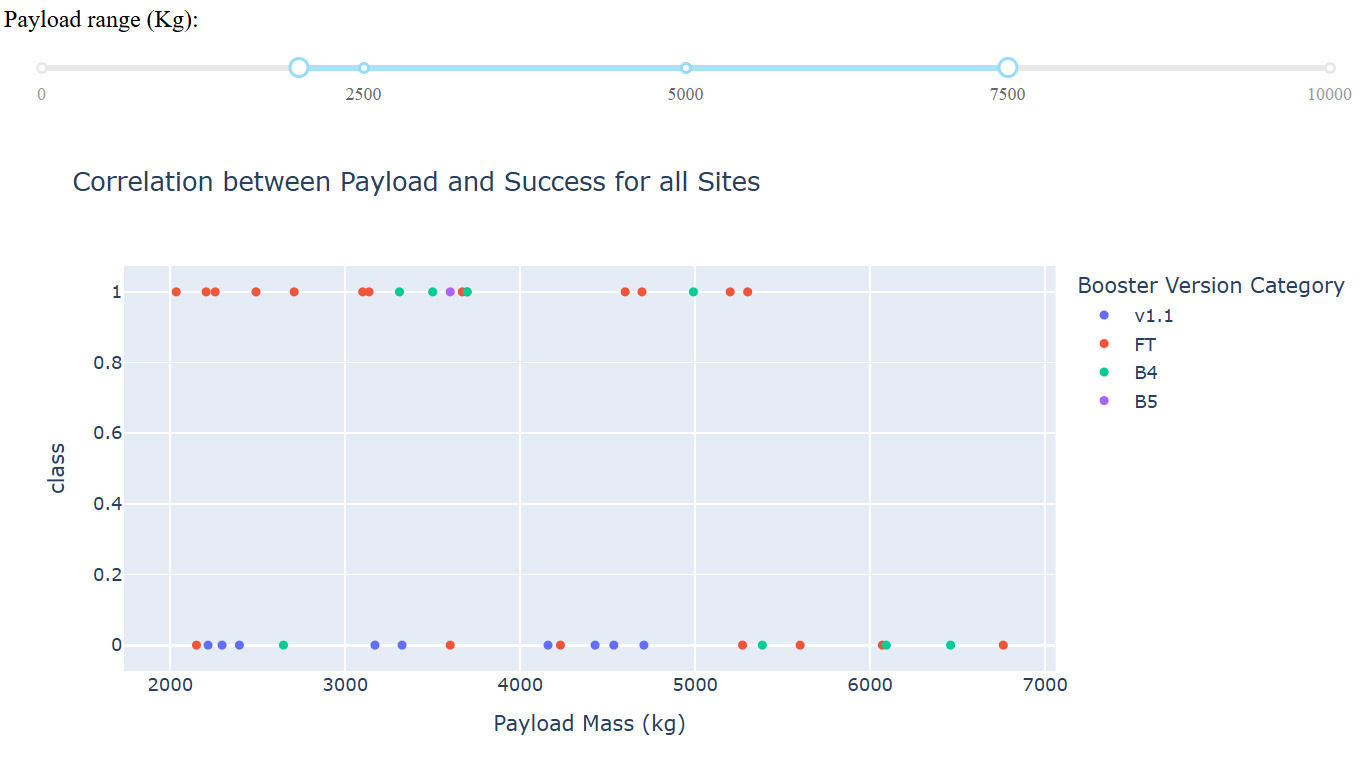 Payload range (Kg):
0 2500 5000 7500 10000
Correlation between Payload and Success for all Sites
Booster Version Category
v1.1
FT
B4
B5
1
0.8
0.6
0.4
0.2
0
class
2000 3000 4000 5000 6000 7000
Payload Mass (kg)